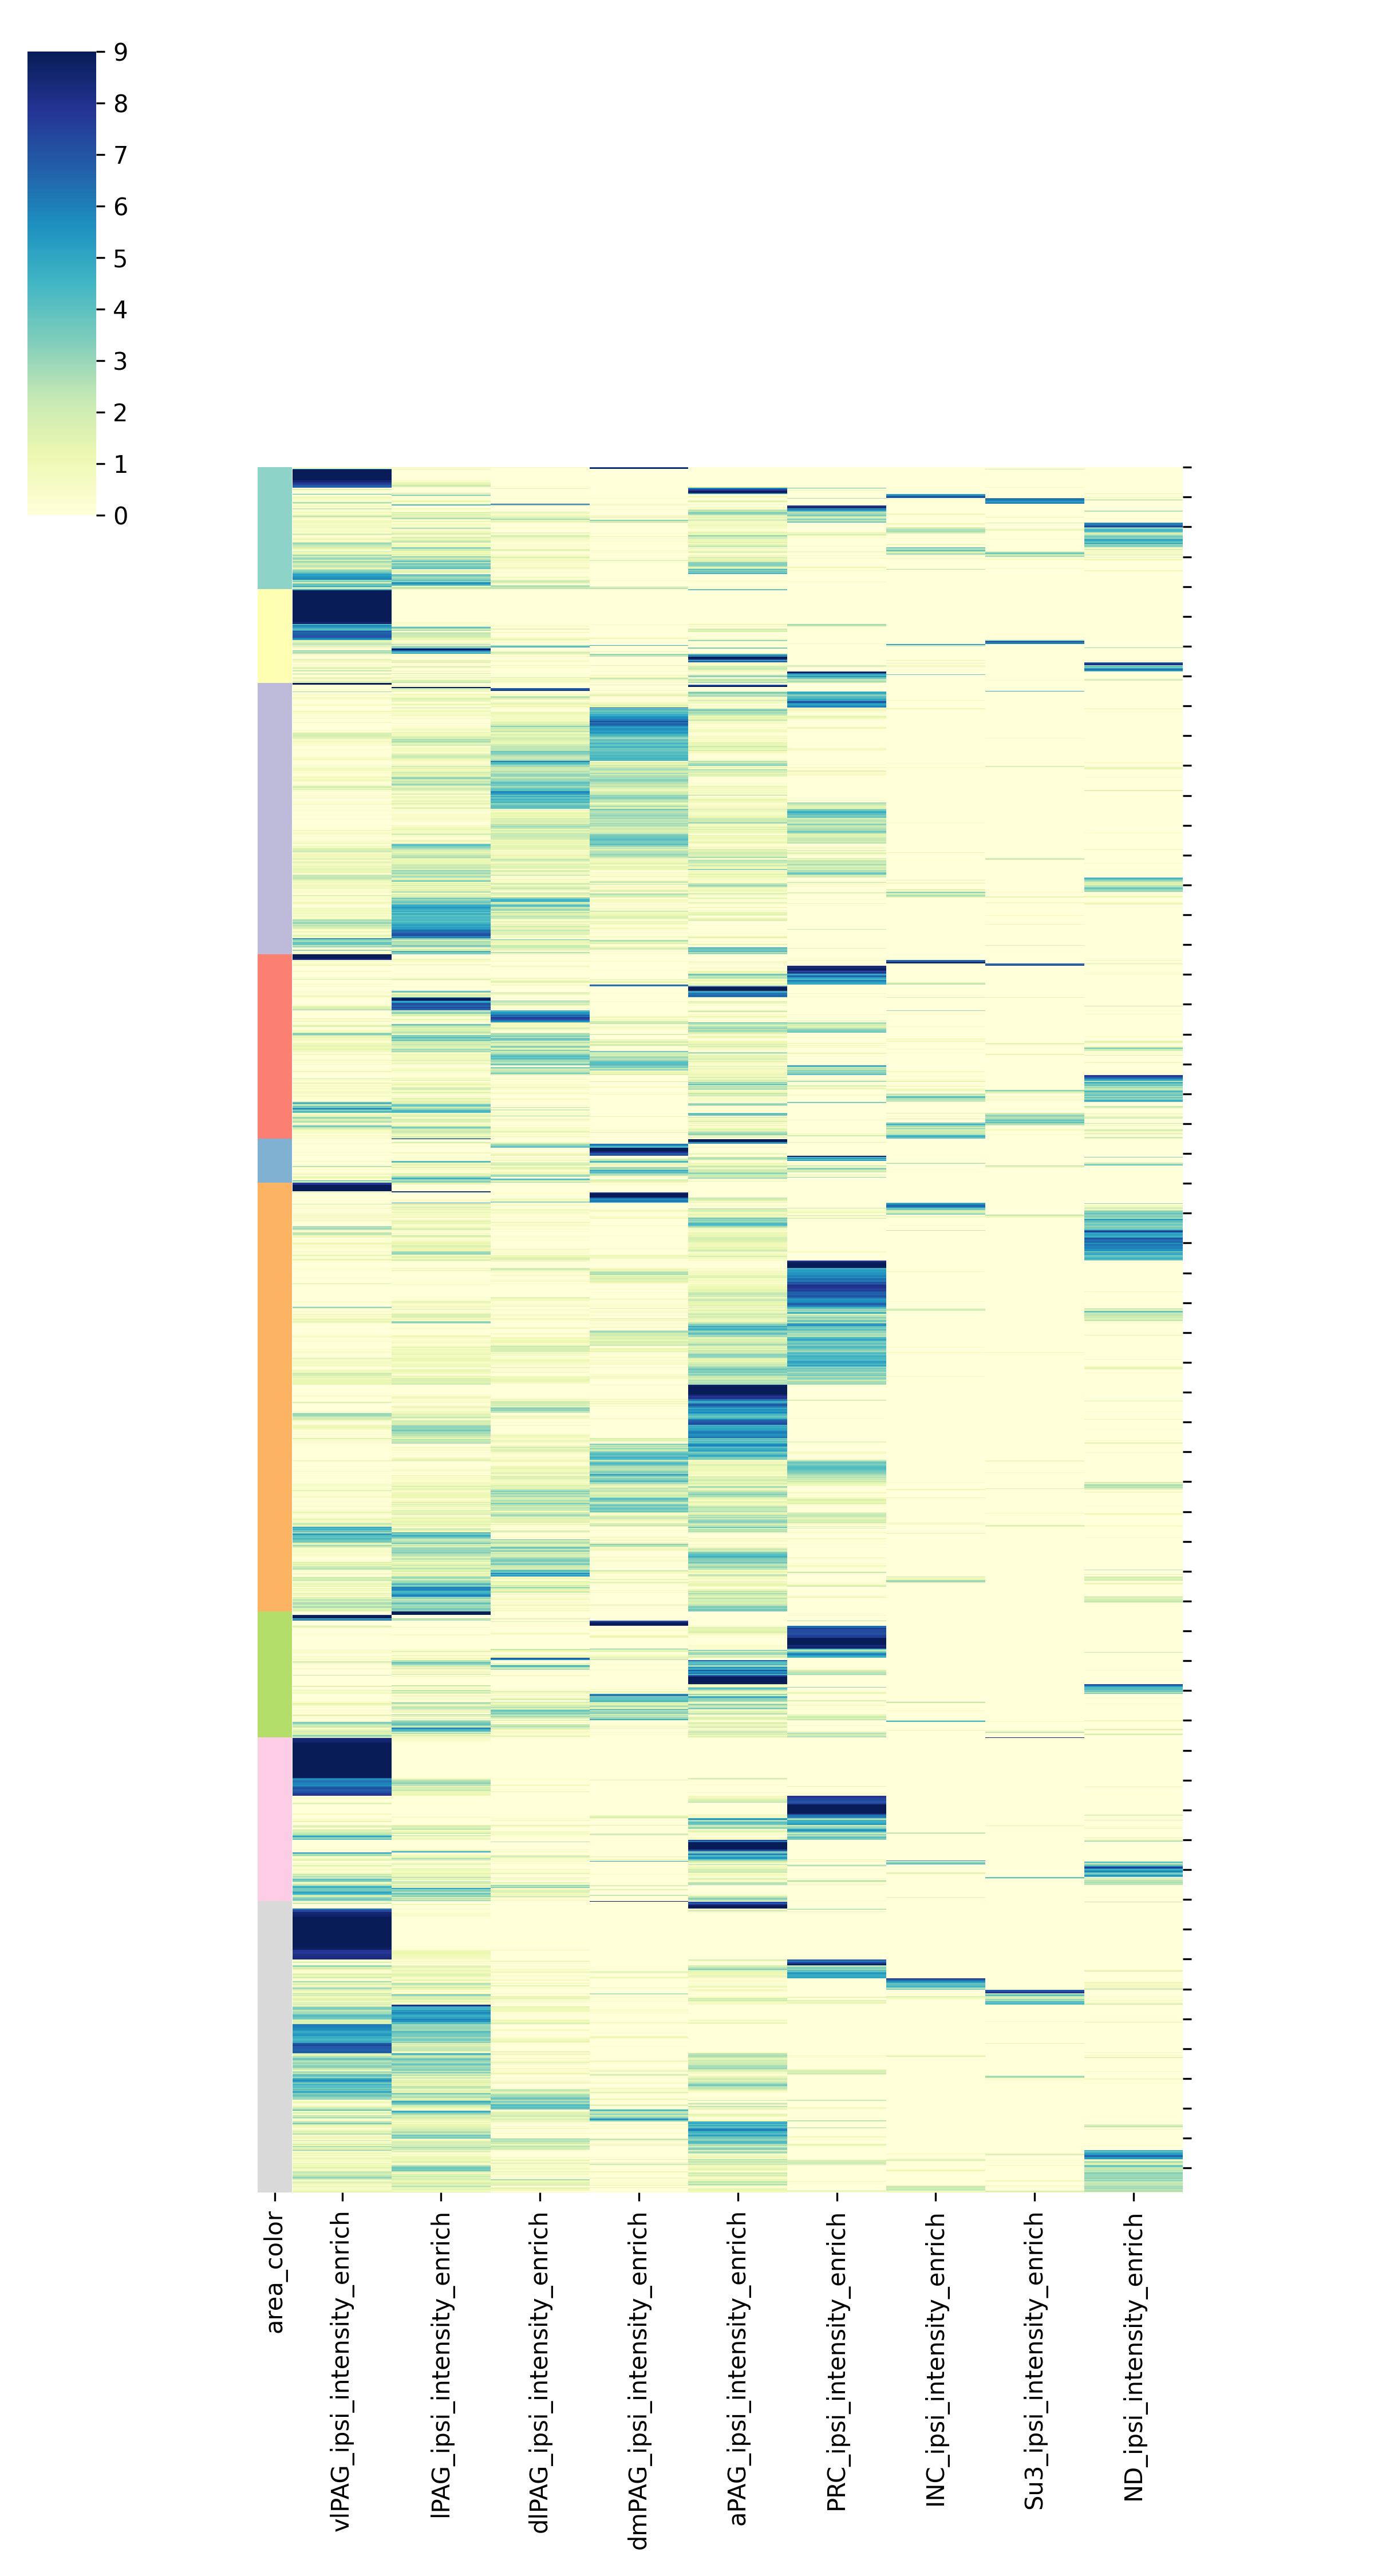 9
8
7
6
5
4
3
2
1
0
area_color
vlPAG_ipsi_intensity_enrich
lPAG_ipsi_intensity_enrich
dlPAG_ipsi_intensity_enrich
dmPAG_ipsi_intensity_enrich
aPAG_ipsi_intensity_enrich
PRC_ipsi_intensity_enrich
INC_ipsi_intensity_enrich
Su3_ipsi_intensity_enrich
ND_ipsi_intensity_enrich